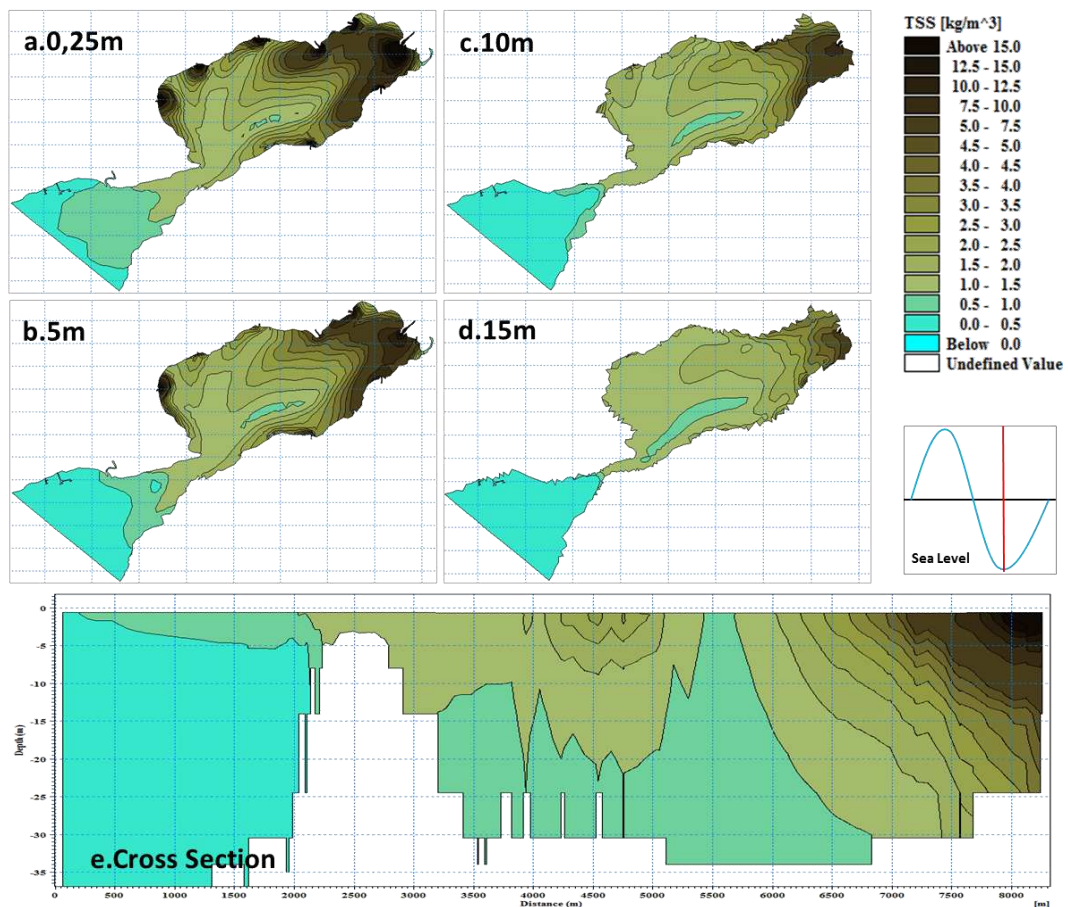 a.0,25m
c.10m
b.5m
d.15m
TSS [kg/m^3]
Above 15.0
12.5 - 15.0
10.0 - 12.5
7.5 - 10.0
5.0 - 7.5
4.5 - 5.0
4.0 - 4.5
3.5 - 4.0
3.0 - 3.5
2.5 - 3.0
2.0 - 2.5
1.5 - 2.0
1.0 - 1.5
0.5 - 1.0
0.0 - 0.5
Below 0.0
Undefined Value
Sea Level
0
-5
-10
-15
-20
-25
-30
-35
Depth (m)
e.Cross Section
0 500 1000 1500 2000 2500 3000 3500 4000 4500 5000 5500 6000 6500 7000 7500 8000
Distance (m)
[m]